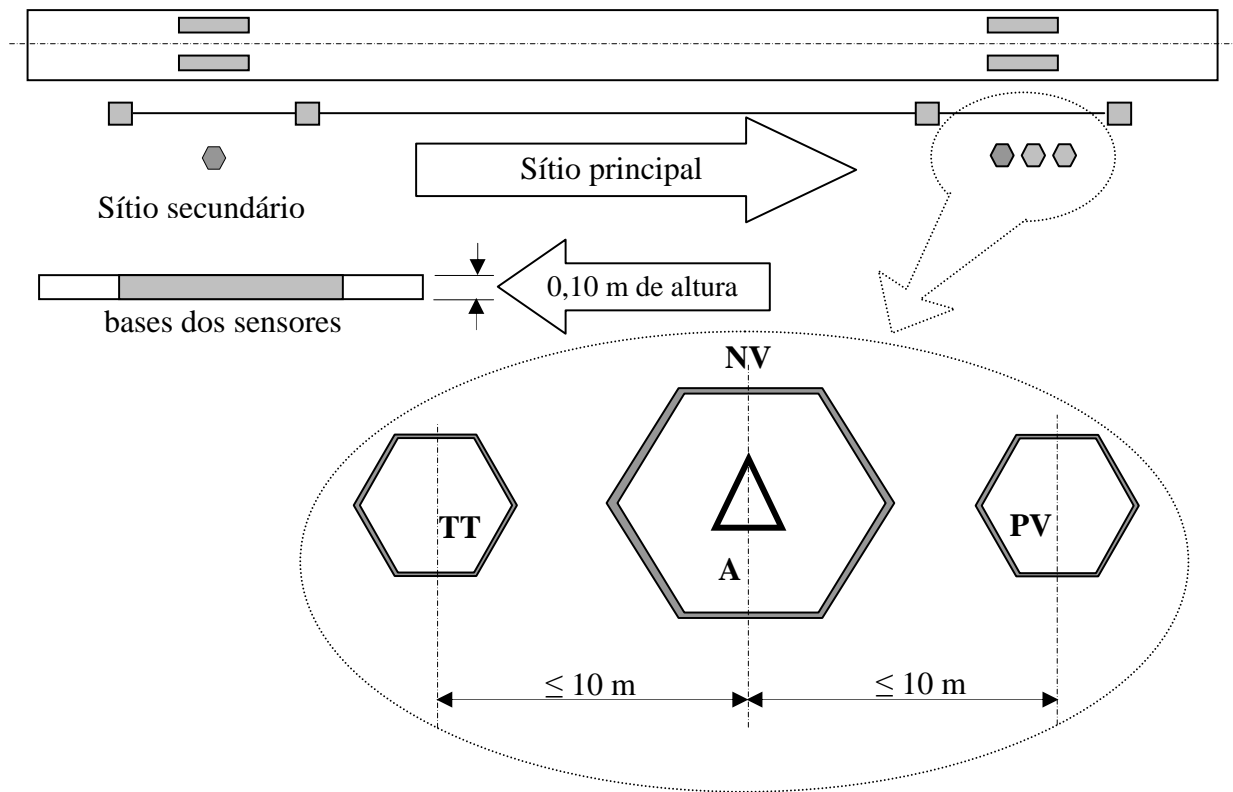 Sítio principal
Sítio secundário
0,10 m de altura
bases dos sensores
NV
TT
PV
A
≤ 10 m
≤ 10 m